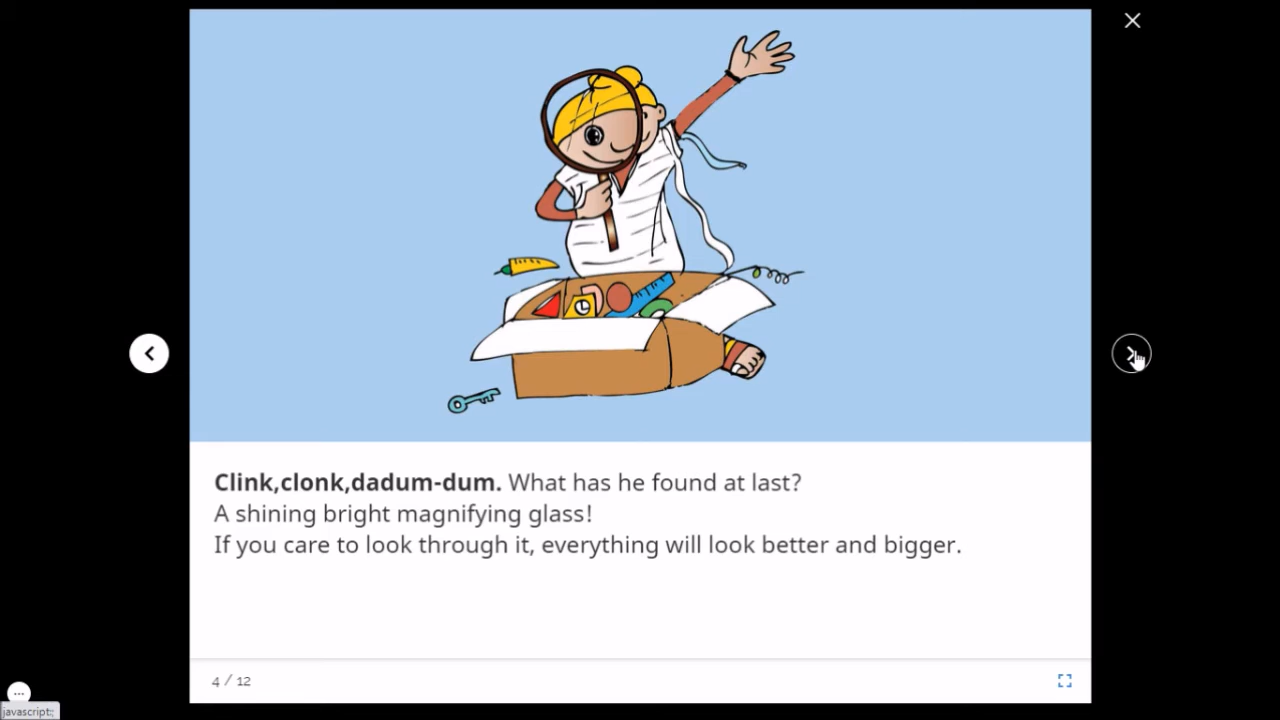 Clink,clonk,dadum-dum. What has he found at last?
A shining bright magnifying glass!
If you care to look through it, everything will look better and bigger.
4 / 12
javascript:;